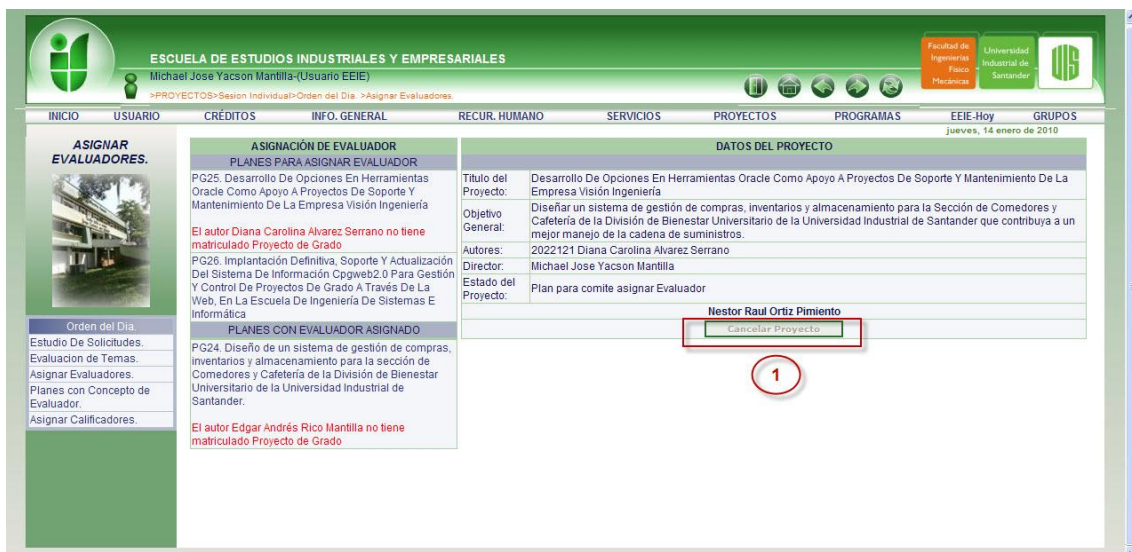 ESCUELA DE ESTUDIOS INDUSTRIALES Y EMPRESARIALES
Michael Jose Yacson Mantilla-(Usuario EEIE)
>PROYECTOS>Sesion Individual>Orden del Dia. >Asignar Evaluadores.
Facultad de
Ingenierías
Físico
Mecánicas
Universidad
Industrial de
Santander
INICIO USUARIO CRÉDITOS INFO. GENERAL RECUR. HUMANO SERVICIOS PROYECTOS PROGRAMAS EEIE-Hoy GRUPOS
jueves, 14 enero de 2010
ASIGNAR
EVALUADORES.
Orden del Dia.
Estudio De Solicitudes.
Evaluacion de Temas.
Asignar Evaluadores.
Planes con Concepto de
Evaluador.
Asignar Calificadores.
ASIGNACIÓN DE EVALUADOR
PLANES PARA ASIGNAR EVALUADOR
PG25. Desarrollo De Opciones En Herramientas
Oracle Como Apoyo A Proyectos De Soporte Y
Mantenimiento De La Empresa Visión Ingeniería
El autor Diana Carolina Alvarez Serrano no tiene
matriculado Proyecto de Grado
PG26. Implantación Definitiva, Soporte Y Actualización
Del Sistema De Información Cpgweb2.0 Para Gestión
Y Control De Proyectos De Grado A Través De La
Web, En La Escuela De Ingeniería De Sistemas E
Informática
PLANES CON EVALUADOR ASIGNADO
PG24. Diseño de un sistema de gestión de compras,
inventarios y almacenamiento para la sección de
Comedores y Cafetería de la División de Bienestar
Universitario de la Universidad Industrial de
Santander.
El autor Edgar Andrés Rico Mantilla no tiene
matriculado Proyecto de Grado
DATOS DEL PROYECTO
Titulo del
Proyecto:
Desarrollo De Opciones En Herramientas Oracle Como Apoyo A Proyectos De Soporte Y Mantenimiento De La
Empresa Visión Ingeniería
Objetivo
General:
Diseñar un sistema de gestión de compras, inventarios y almacenamiento para la Sección de Comedores y
Cafetería de la División de Bienestar Universitario de la Universidad Industrial de Santander que contribuya a un
mejor manejo de la cadena de suministros.
Autores: 2022121 Diana Carolina Alvarez Serrano
Director: Michael Jose Yacson Mantilla
Estado del
Proyecto:
Plan para comite asignar Evaluador
Nestor Raul Ortiz Pimiento
Cancelar Proyecto
1